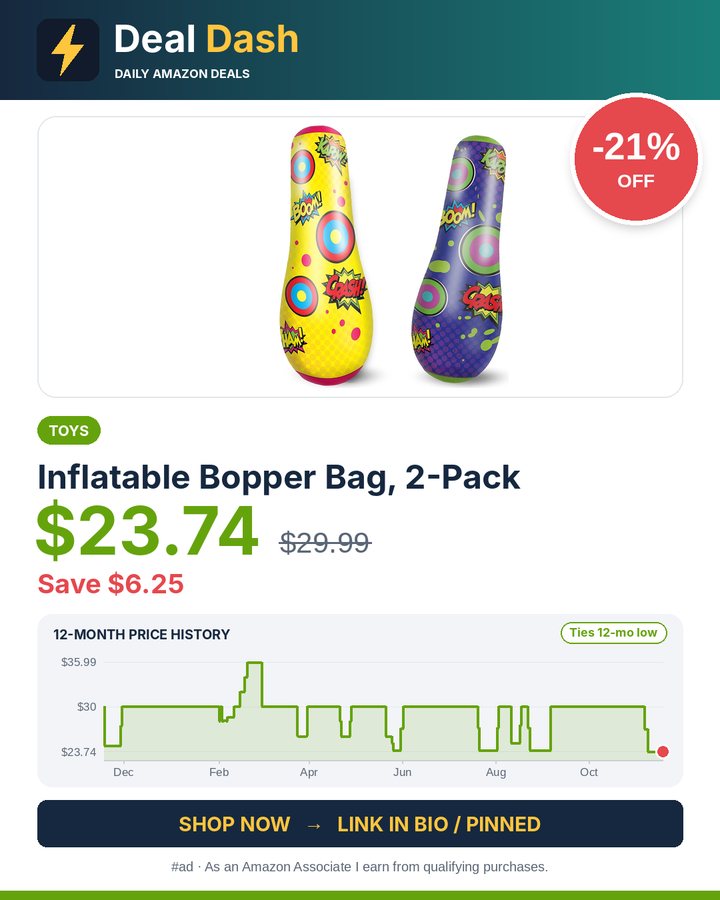 Deal Dash
DAILY AMAZON DEALS
-21%
OFF
BOOM!
CRASH!
BOOM!
CRASH!
TOYS
Inflatable Bopper Bag, 2-Pack
$23.74 $29.99
Save $6.25
12-MONTH PRICE HISTORY
Ties 12-mo low
$35.99
$30
$23.74
Dec Feb Apr Jun Aug Oct
SHOP NOW → LINK IN BIO / PINNED
#ad · As an Amazon Associate I earn from qualifying purchases.